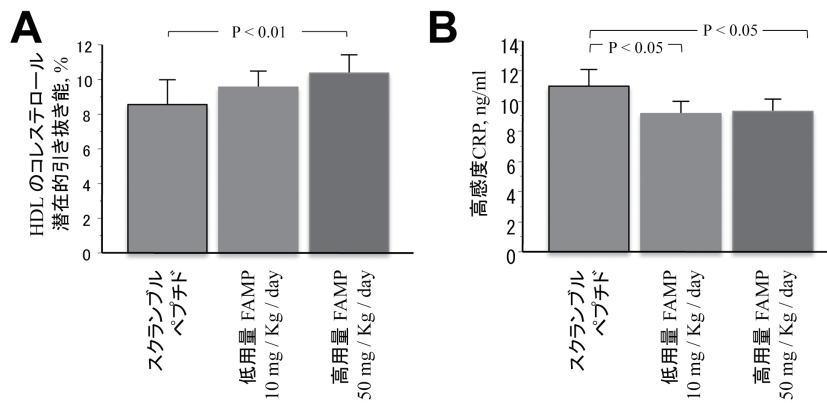 A
P < 0.01
HDL のコレステロール
潜在的引き抜き能, %
12
10
8
6
4
2
0
スクランブル
ペプチド
低用量 FAMP
10 mg / Kg / day
高用量 FAMP
50 mg / Kg / day
B
P < 0.05
P < 0.05
高感度CRP, ng/ml
14
12
10
8
6
4
2
0
スクランブル
ペプチド
低用量 FAMP
10 mg / Kg / day
高用量 FAMP
50 mg / Kg / day